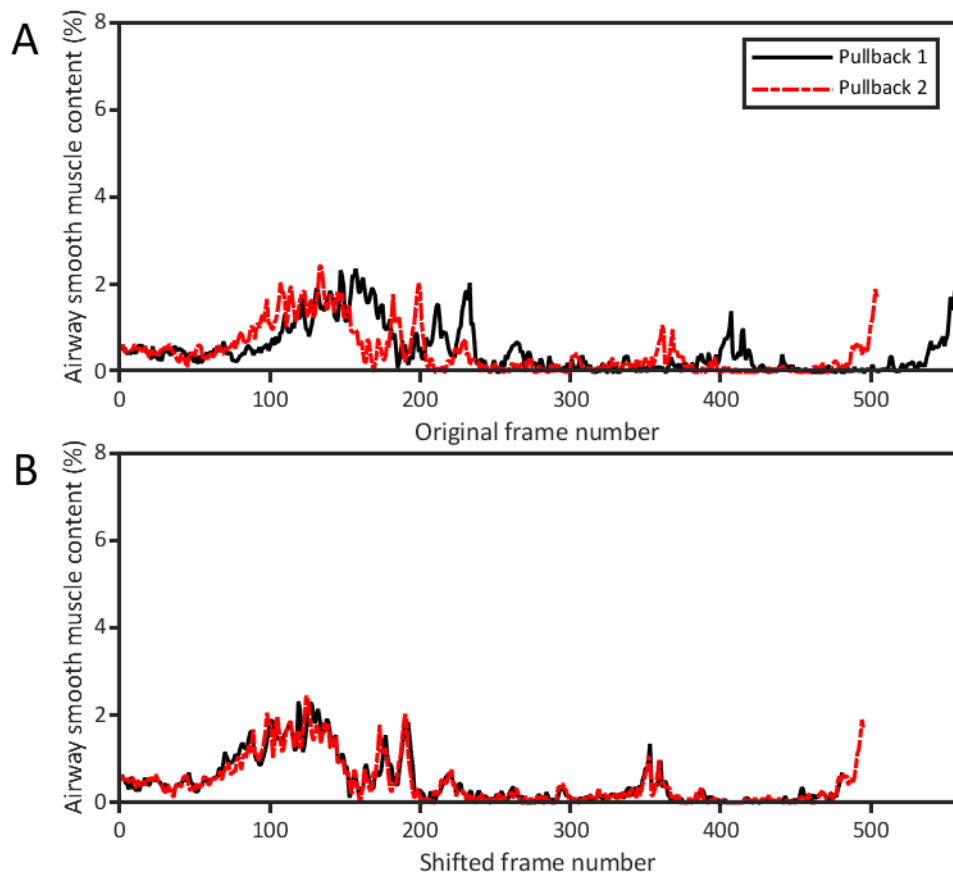 A
Airway smooth muscle content (%)
8
6
4
2
0
Pullback 1
Pullback 2
0 100 200 300 400 500
Original frame number
B
Airway smooth muscle content (%)
8
6
4
2
0
0 100 200 300 400 500
Shifted frame number